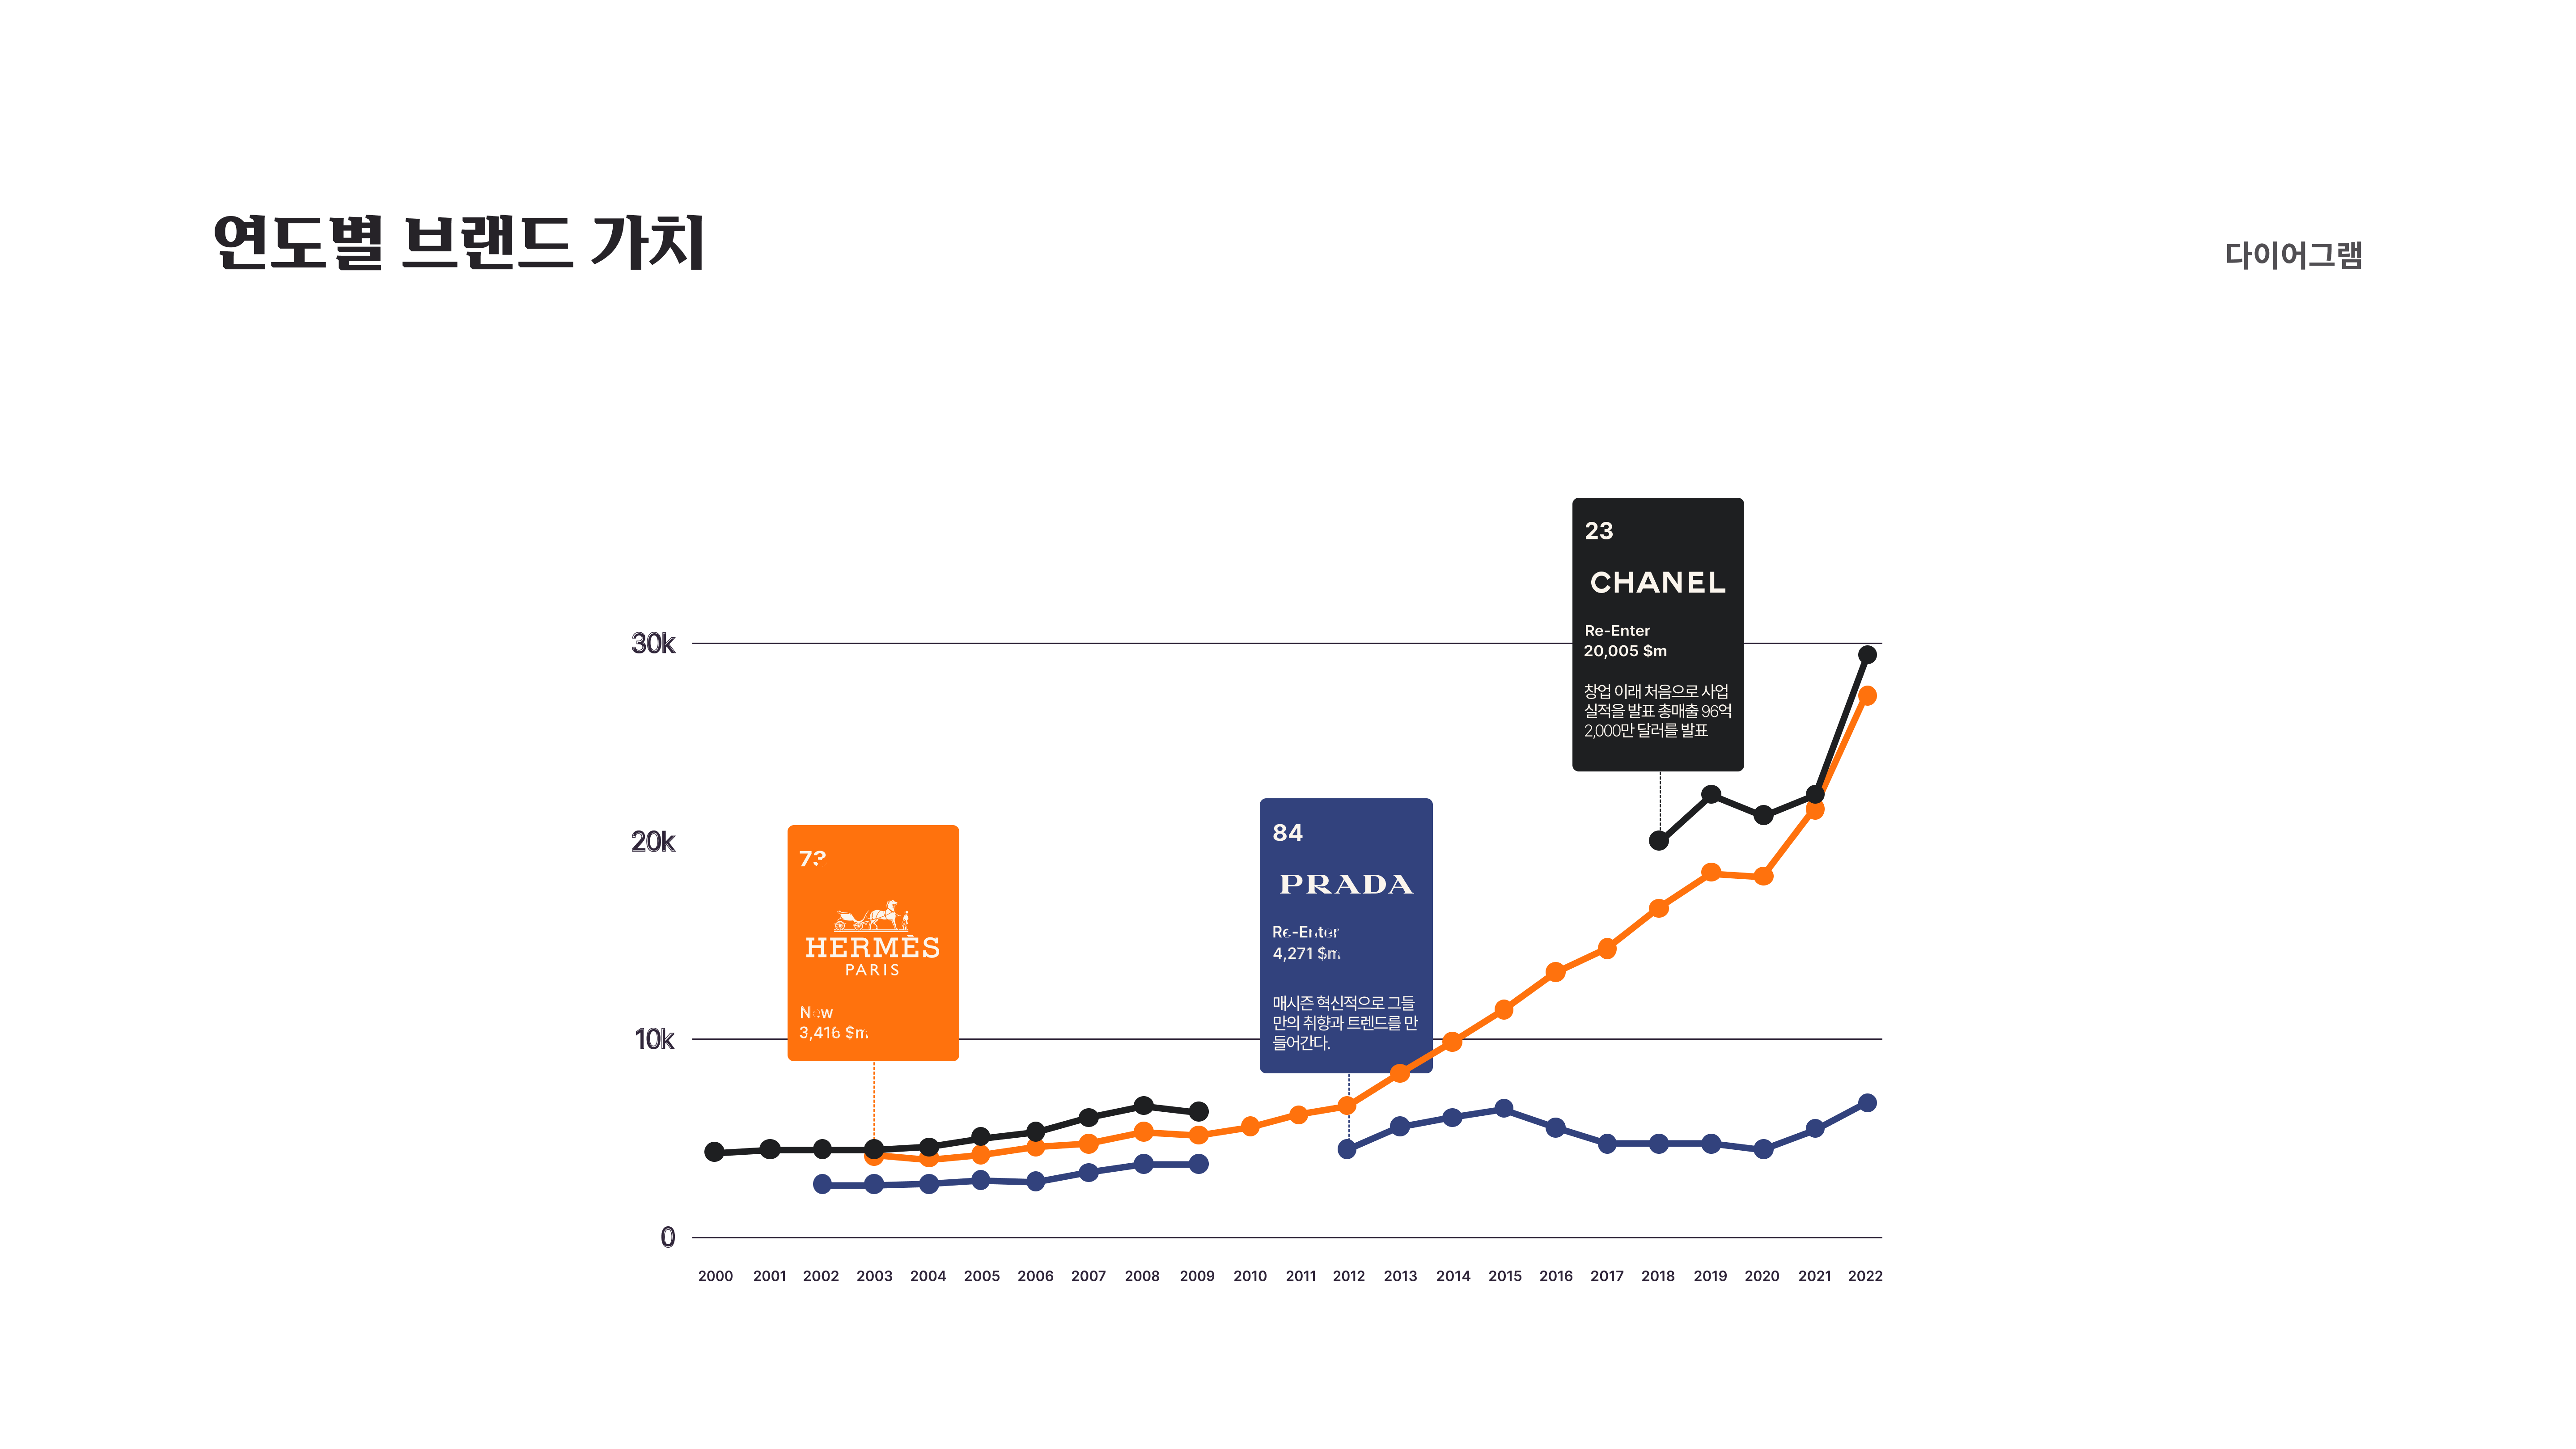 연도별 브랜드 가치
다이어그램
23
CHANEL
Re-Enter
20,005 $m
창업 이래 처음으로 사업
실적을 발표 총매출 96억
2,000만 달러를 발표
84
PRADA
Re-Enter
4,271 $m
매시즌 혁신적으로 그들
만의 취향과 트렌드를 만
들어간다.
HERMÈS
PARIS
3,416 $m
30k
20k
10k
0
2000 2001 2002 2003 2004 2005 2006 2007 2008 2009 2010 2011 2012 2013 2014 2015 2016 2017 2018 2019 2020 2021 2022